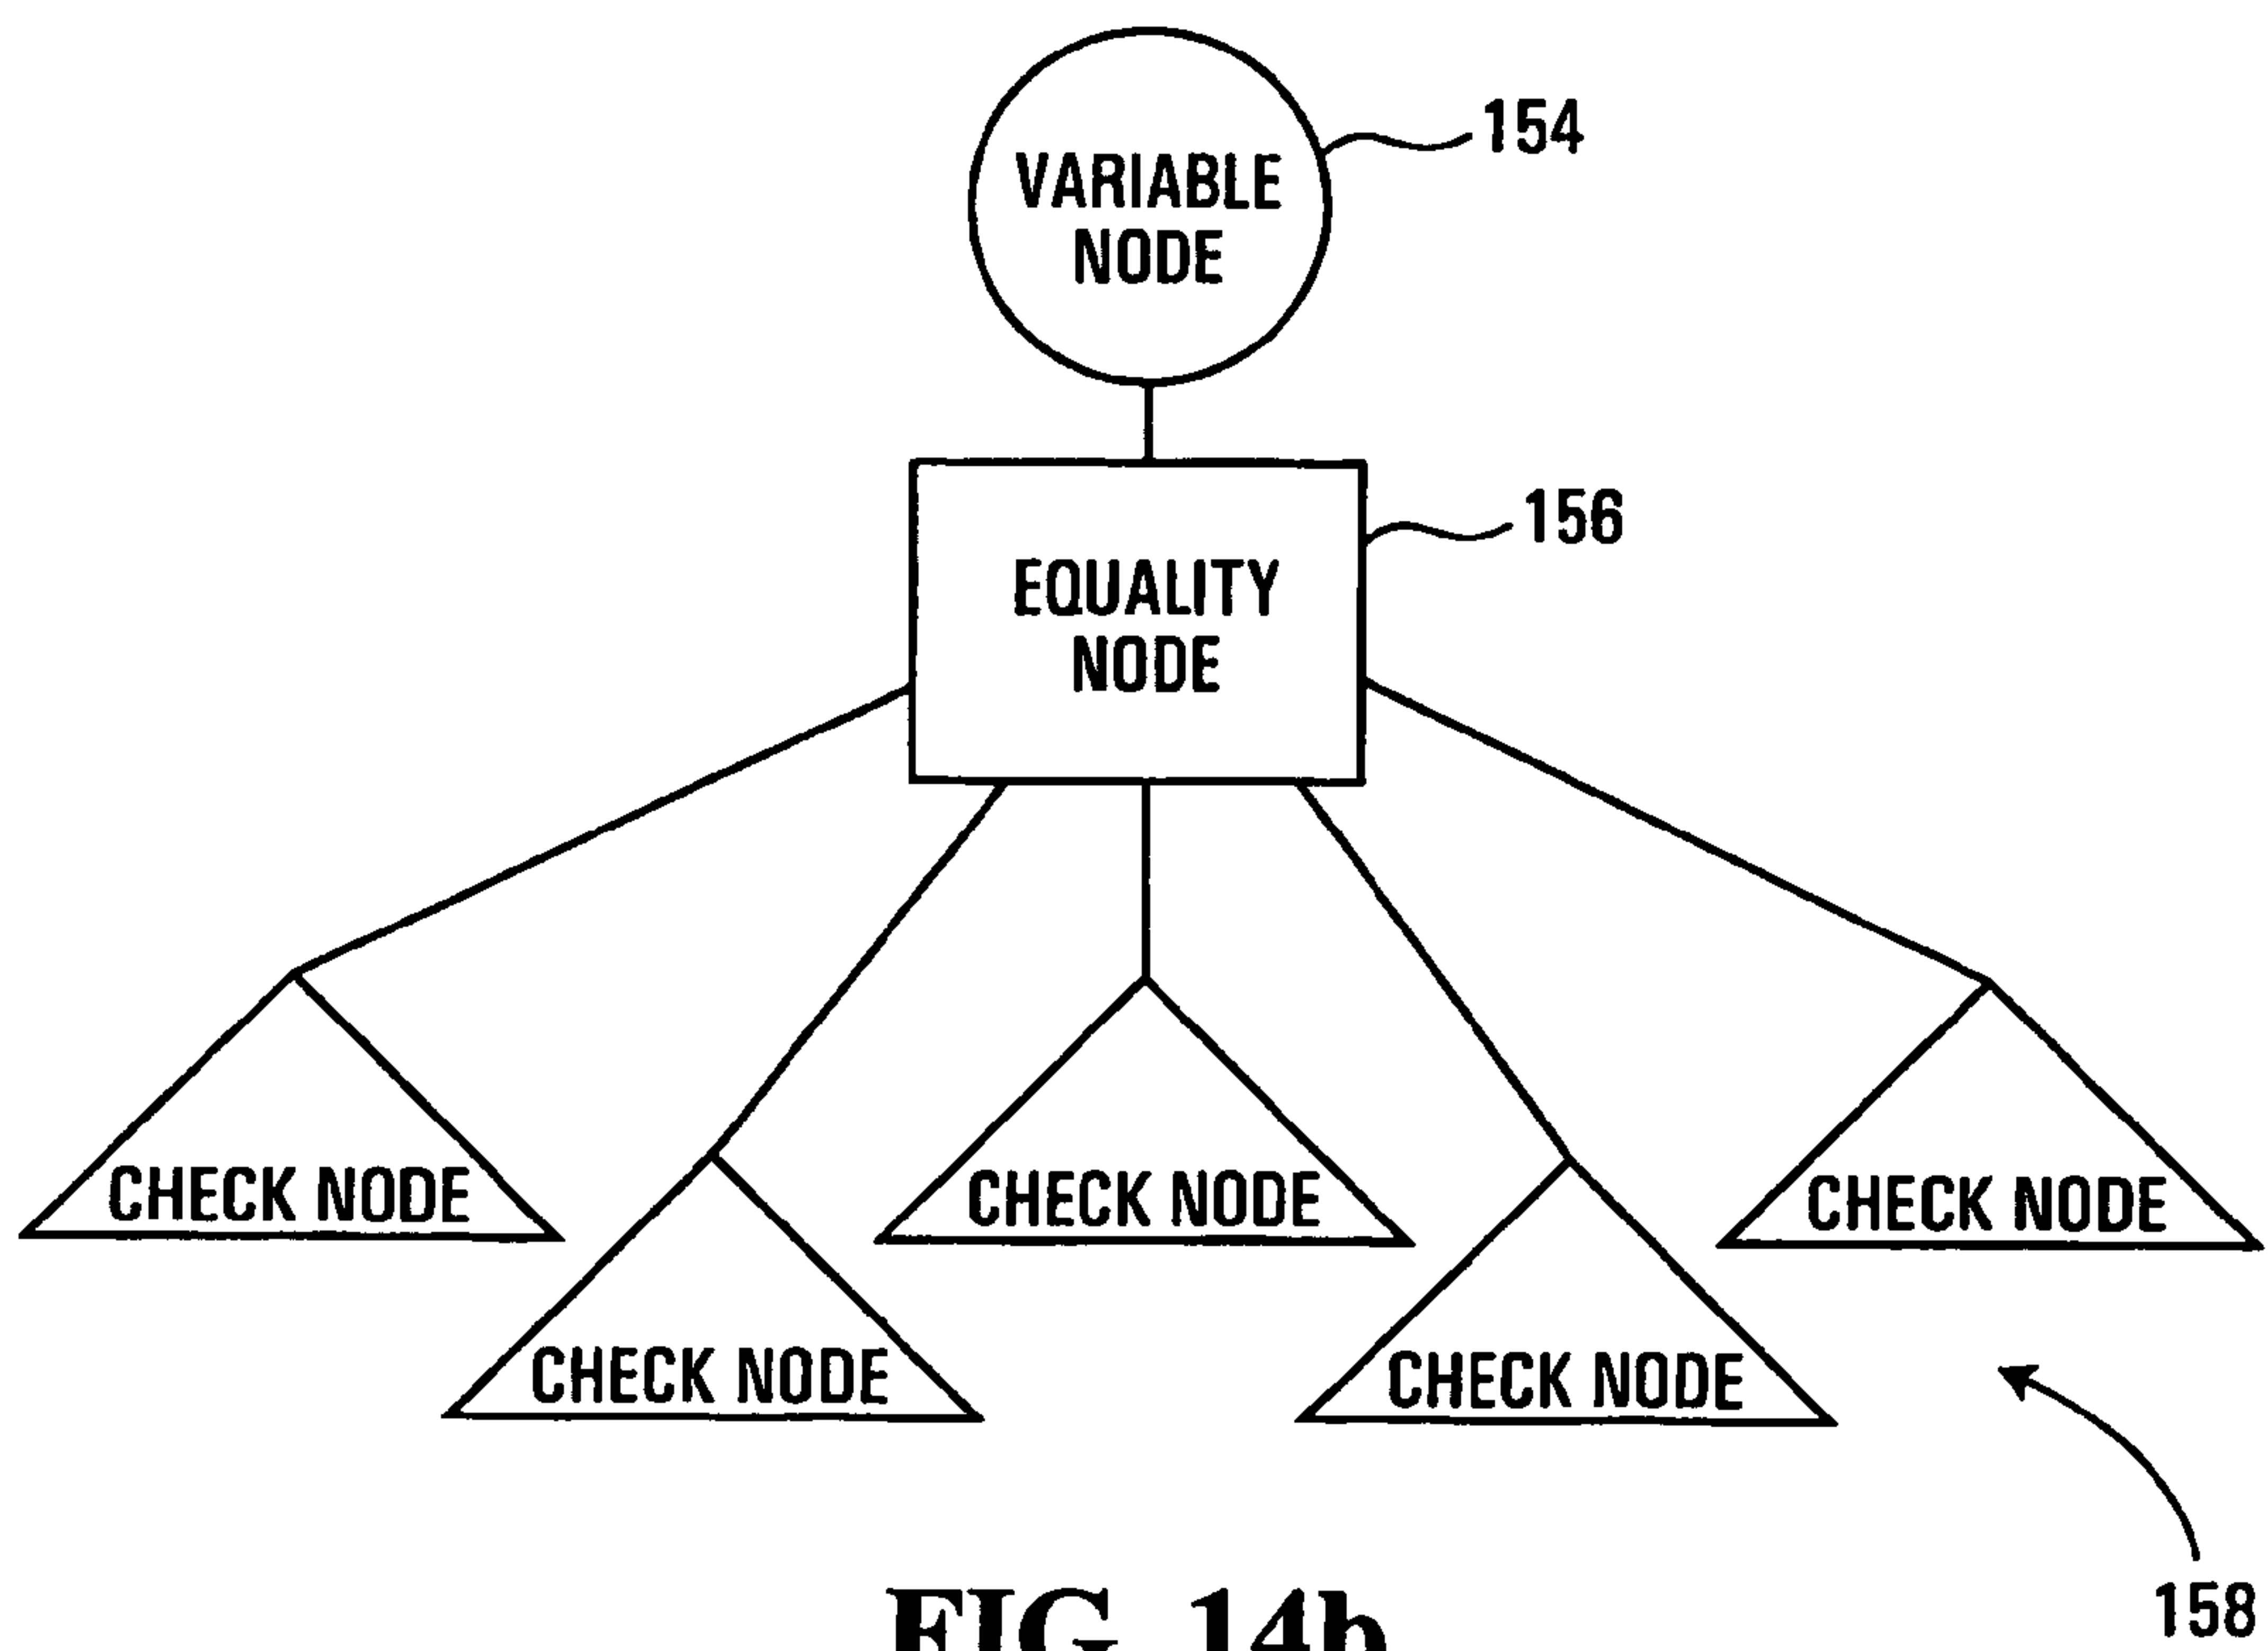 154
VARIABLE
NODE
156
EQUALITY
NODE
CHECK NODE
CHECK NODE
CHECK NODE
CHECK NODE
CHECK NODE
158
FIG. 14b